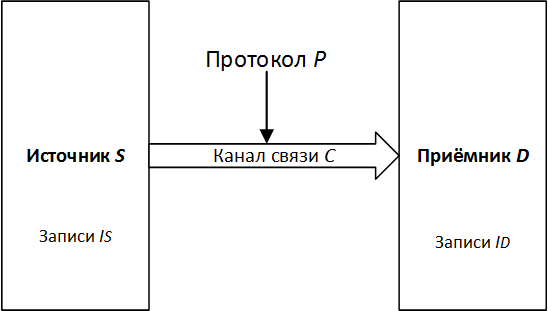 Протокол P
Источник S
Канал связи C
Приёмник D
Записи IS
Записи ID